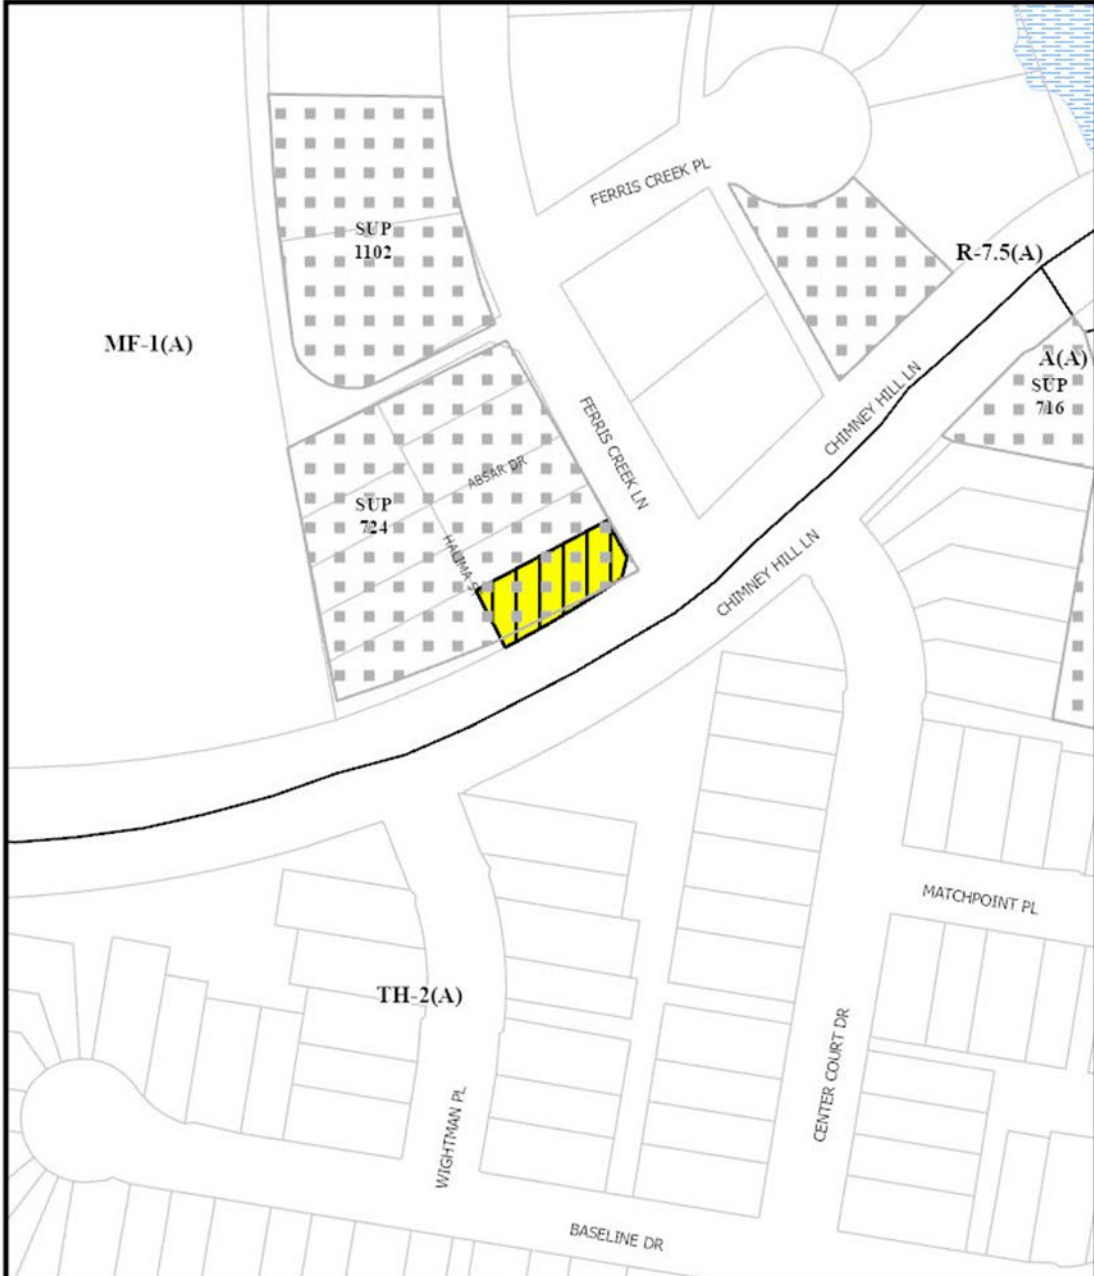 FERRIS CREEK PL
SUP
1102
R-7.5(A)
MF-1(A)
A(A)
SUP
716
CHIMNEY HILL LN
FERRIS CREEK LN
ABSAR DR
SUP
724
HALIMA
CHIMNEY HILL LN
MATCHPOINT PL
TH-2(A)
CENTER COURT DR
WIGHTMAN PL
BASELINE DR